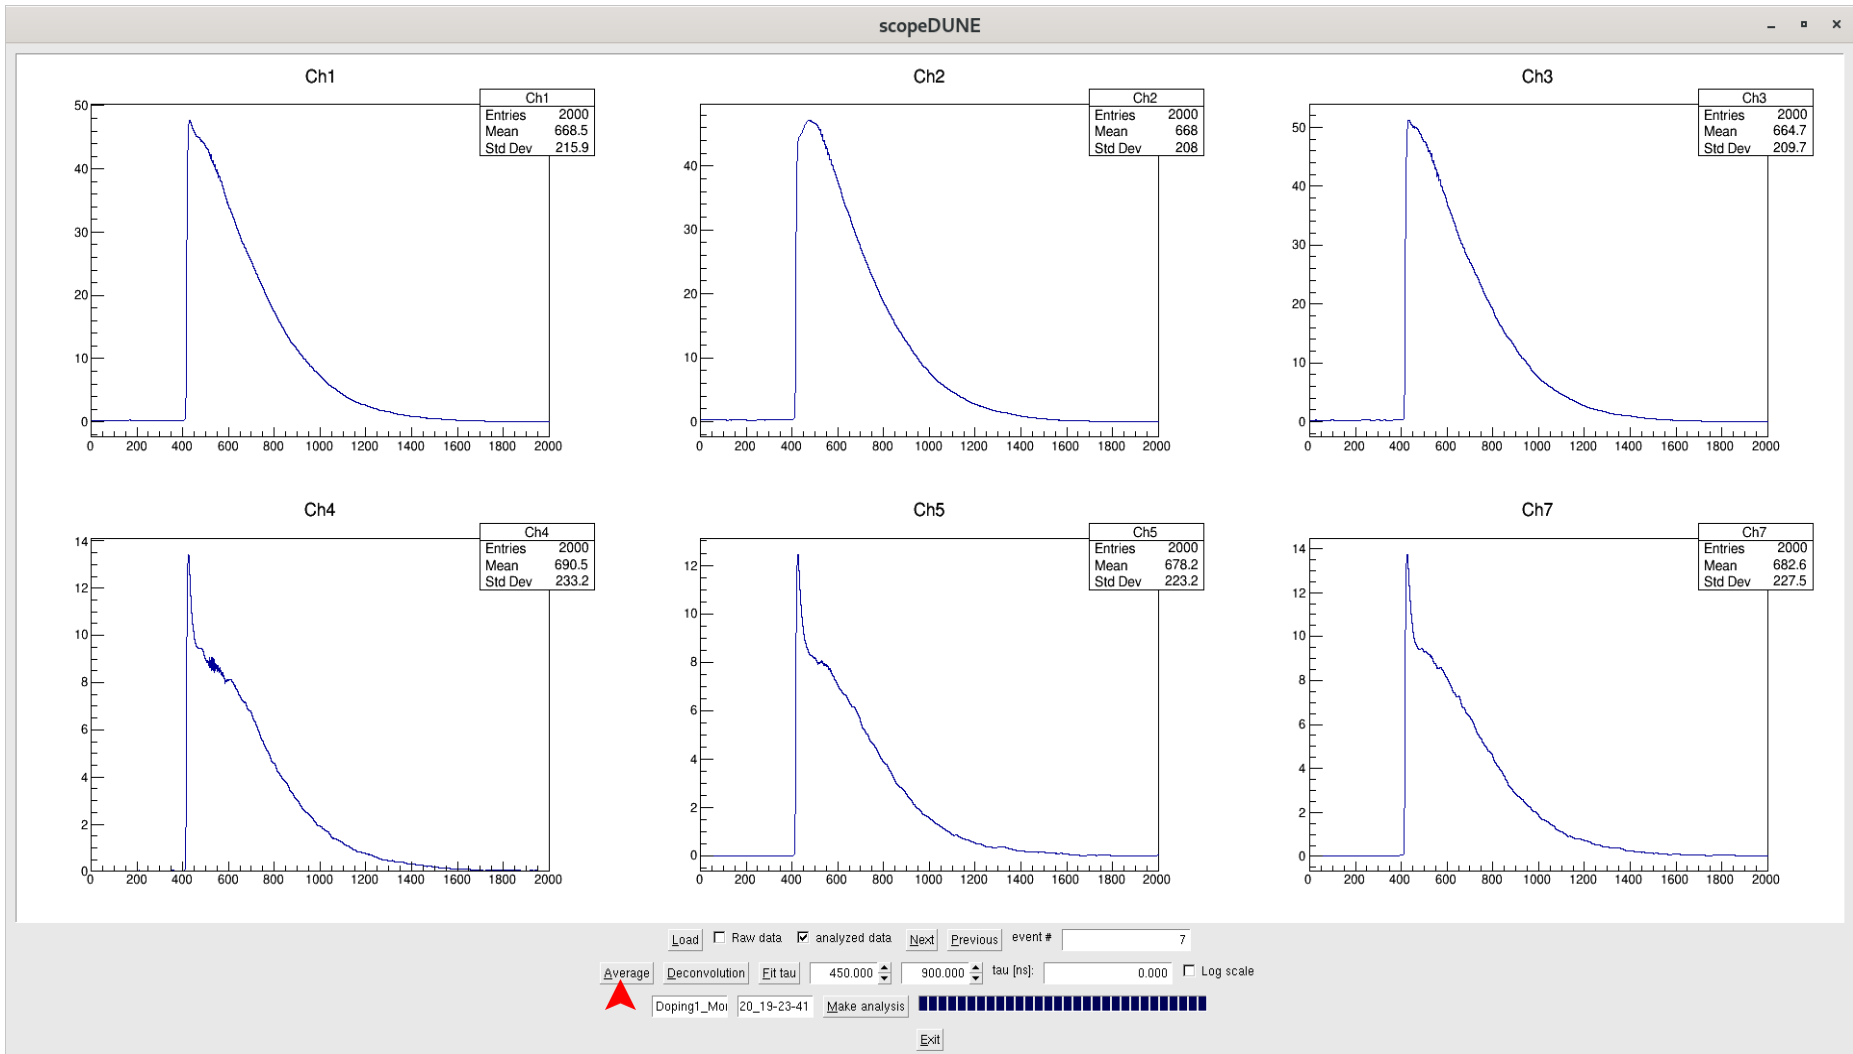 scopeDUNE
Ch1
Ch1
Entries 2000
Mean 668.5
Std Dev 215.9
50
40
30
20
10
0
0 200 400 600 800 1000 1200 1400 1600 1800 2000
Ch2
Ch2
Entries 2000
Mean 668
Std Dev 208
40
30
20
10
0
0 200 400 600 800 1000 1200 1400 1600 1800 2000
Ch3
Ch3
Entries 2000
Mean 664.7
Std Dev 209.7
50
40
30
20
10
0
0 200 400 600 800 1000 1200 1400 1600 1800 2000
Ch4
Ch4
Entries 2000
Mean 690.5
Std Dev 233.2
14
12
10
8
6
4
2
0
0 200 400 600 800 1000 1200 1400 1600 1800 2000
Ch5
Ch5
Entries 2000
Mean 678.2
Std Dev 223.2
12
10
8
6
4
2
0
0 200 400 600 800 1000 1200 1400 1600 1800 2000
Ch7
Ch7
Entries 2000
Mean 682.6
Std Dev 227.5
14
12
10
8
6
4
2
0
0 200 400 600 800 1000 1200 1400 1600 1800 2000
Load Raw data analyzed data Next Previous event # 7
Average Deconvolution Fit tau 450.000 900.000 tau [ns]: 0.000 Log scale
Doping1_Mo 20_19-23-41 Make analysis
Exit